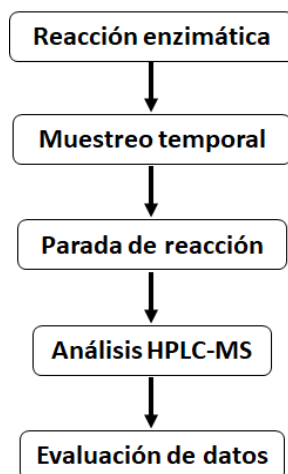 Reacción enzimática
Muestreo temporal
Parada de reacción
Análisis HPLC-MS
Evaluación de datos